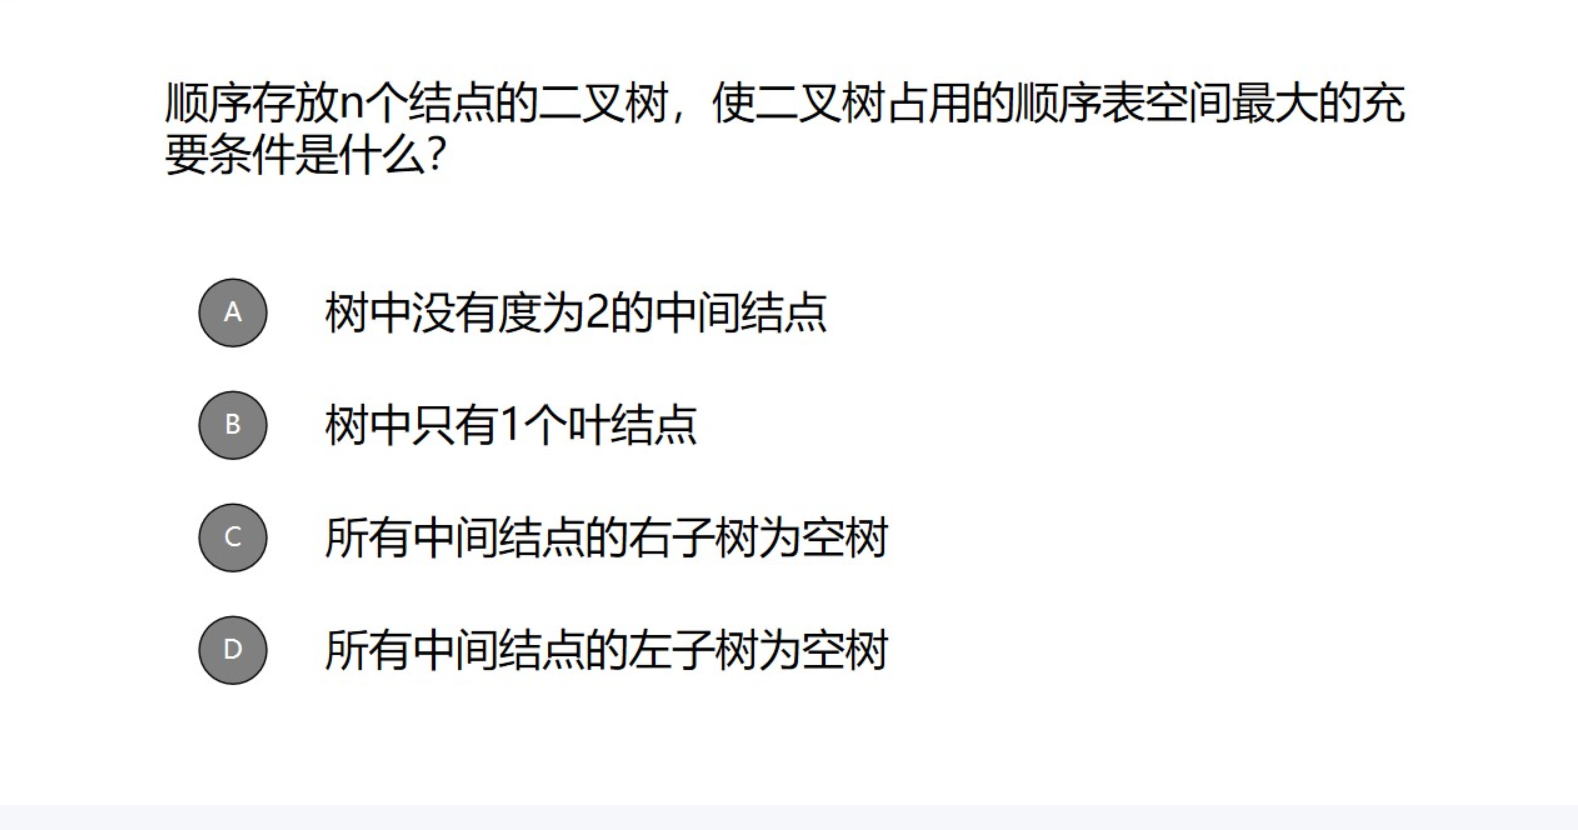 顺序存放n个结点的二叉树，使二叉树占用的顺序表空间最大的充
要条件是什么？
A 树中没有度为2的中间结点
B 树中只有1个叶结点
C 所有中间结点的右子树为空树
D 所有中间结点的左子树为空树